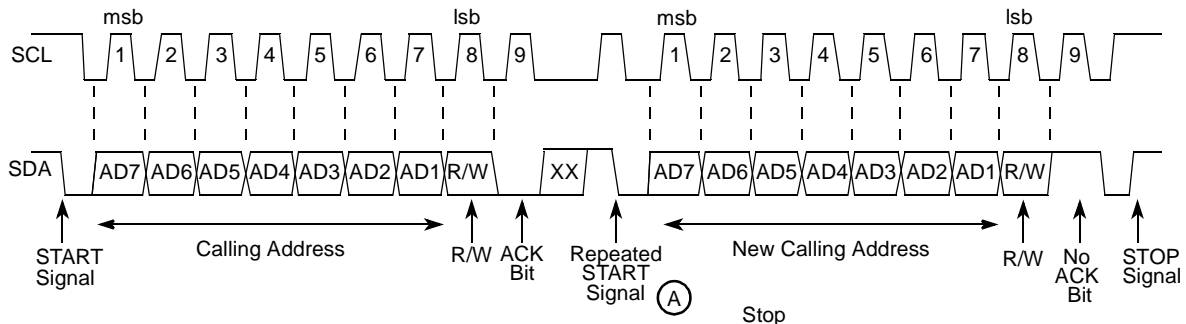 msb lsb msb lsb
SCL 1 2 3 4 5 6 7 8 9 1 2 3 4 5 6 7 8 9
SDA AD7 AD6 AD5 AD4 AD3 AD2 AD1 R/W XX AD7 AD6 AD5 AD4 AD3 AD2 AD1 R/W
START
Signal
Calling Address
R/W
ACK
Bit
Repeated
START
Signal
A
New Calling Address
R/W
No
ACK
Bit
STOP
Signal
Stop